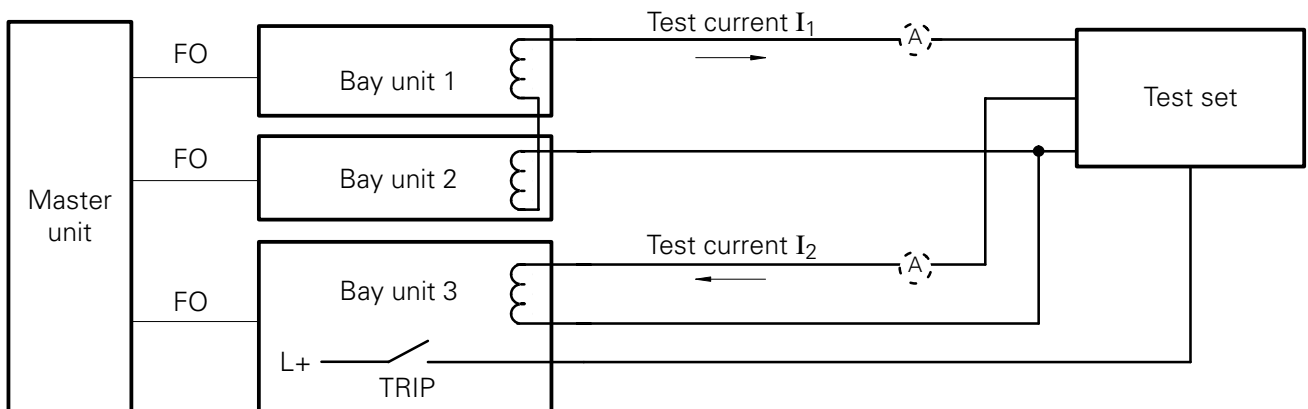 Test current I₁
A
FO
Bay unit 1
Test set
FO
Bay unit 2
Master
unit
Test current I₂
A
FO
Bay unit 3
L+
TRIP